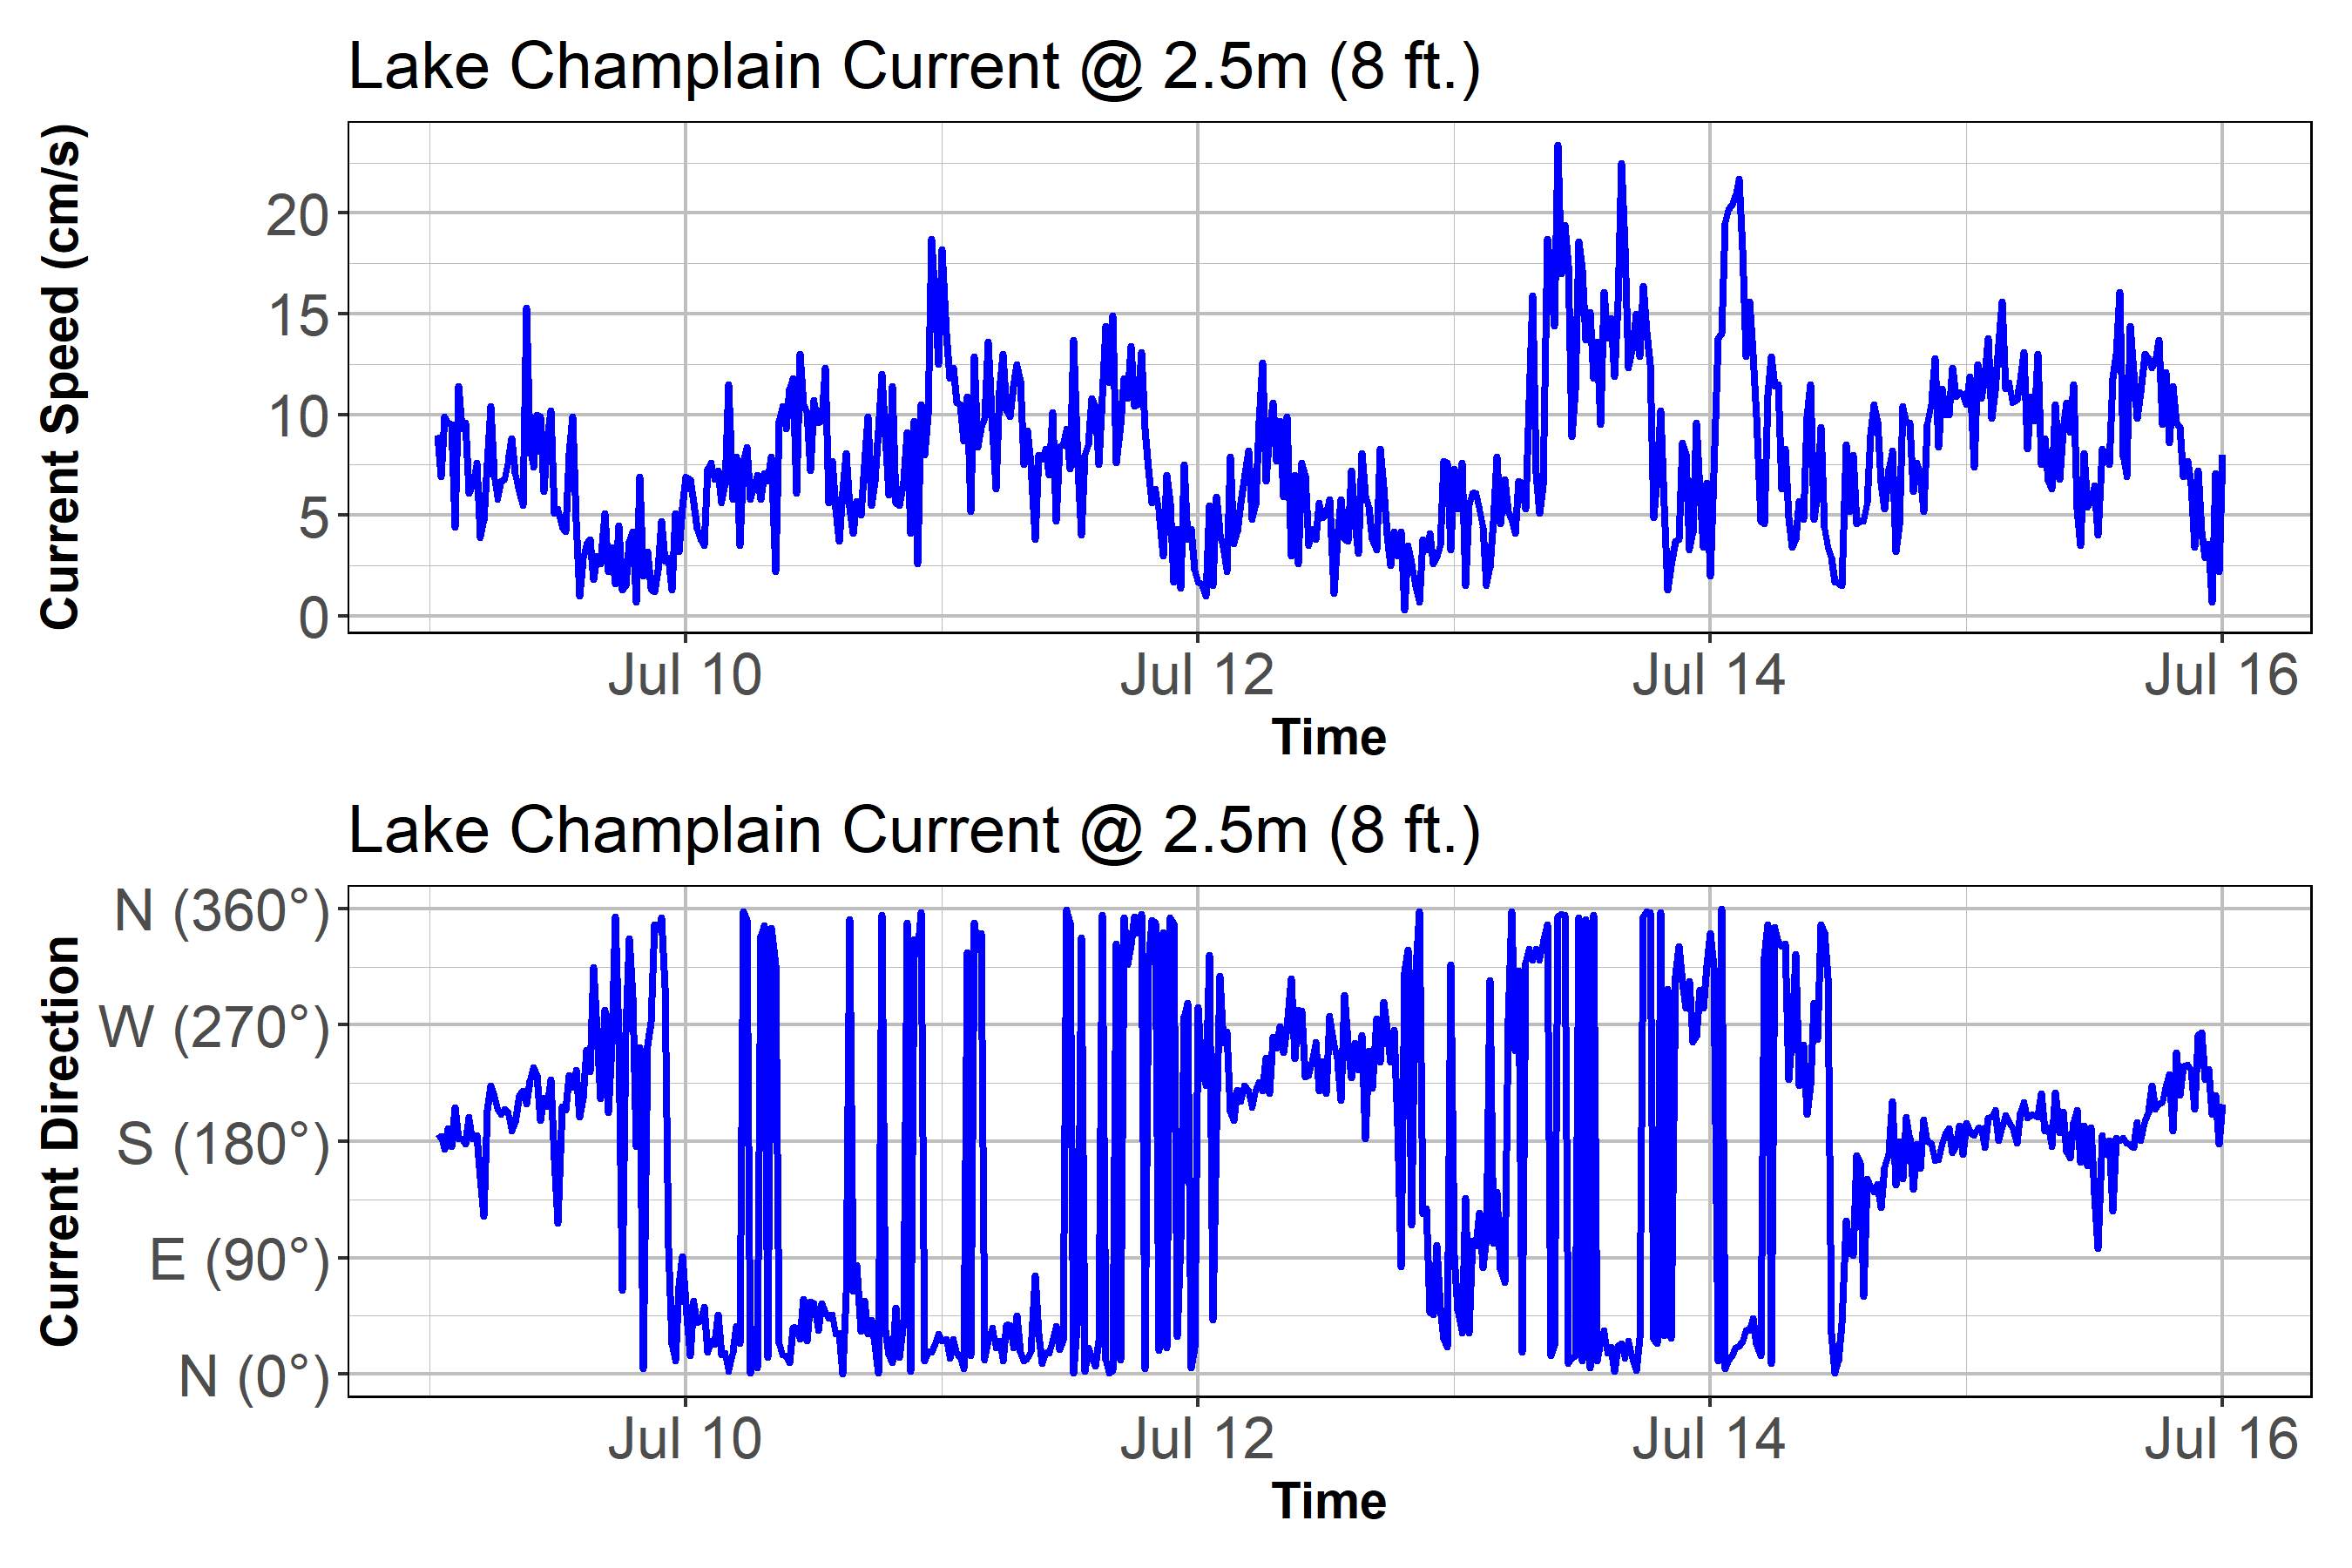 Lake Champlain Current @ 2.5m (8 ft.)
Current Speed (cm/s)
20
15
10
5
0
Jul 10 Jul 12 Jul 14 Jul 16
Time
Lake Champlain Current @ 2.5m (8 ft.)
Current Direction
N (360°)
W (270°)
S (180°)
E (90°)
N (0°)
Jul 10 Jul 12 Jul 14 Jul 16
Time